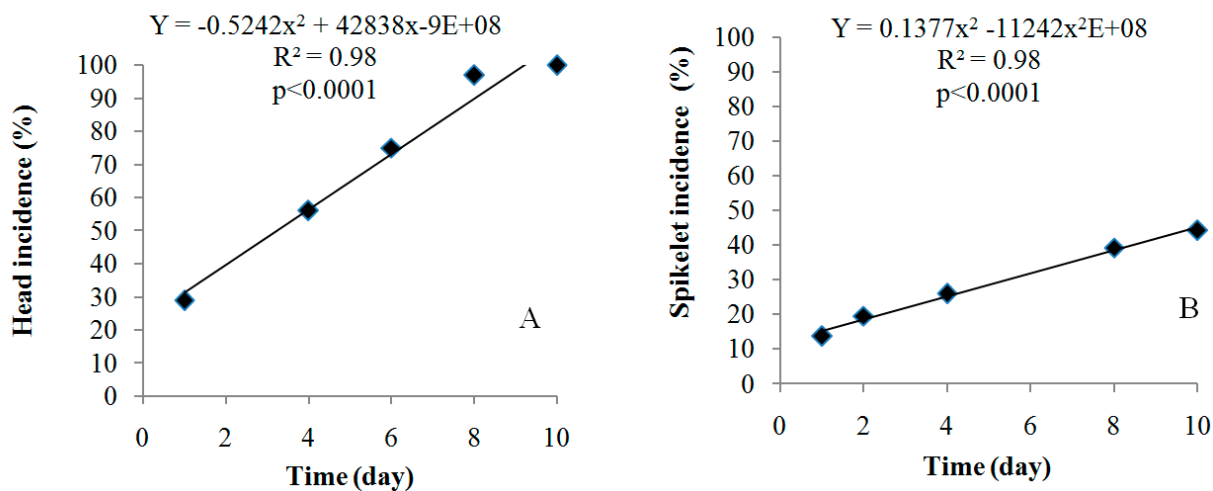 Y = -0.5242x² + 42838x-9E+08
R² = 0.98
p<0.0001
100
90
80
70
60
50
40
30
20
10
0
Head incidence (%)
A
0 2 4 6 8 10
Time (day)
Y = 0.1377x² -11242x²E+08
R² = 0.98
p<0.0001
100
90
80
70
60
50
40
30
20
10
0
Spikelet incidence (%)
B
0 2 4 6 8 10
Time (day)